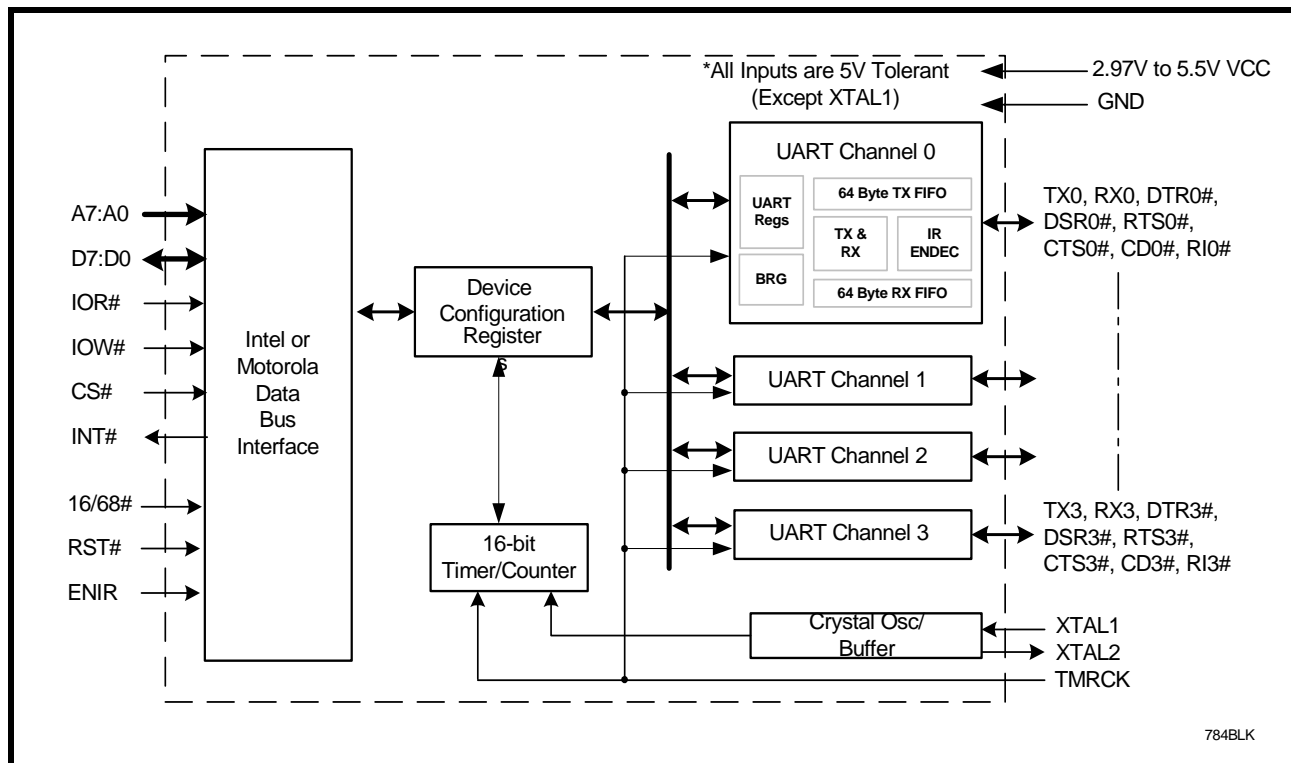 *All Inputs are 5V Tolerant
(Except XTAL1)
2.97V to 5.5V VCC
GND
A7:A0
D7:D0
IOR#
IOW#
CS#
INT#
16/68#
RST#
ENIR
Intel or
Motorola
Data
Bus
Interface
Device
Configuration
Register
s
16-bit
Timer/Counter
UART Channel 0
UART
Regs
BRG
64 Byte TX FIFO
TX &
RX
IR
ENDEC
64 Byte RX FIFO
UART Channel 1
UART Channel 2
UART Channel 3
Crystal Osc/
Buffer
TX0, RX0, DTR0#,
DSR0#, RTS0#,
CTS0#, CD0#, RI0#
TX3, RX3, DTR3#,
DSR3#, RTS3#,
CTS3#, CD3#, RI3#
XTAL1
XTAL2
TMRCK
784BLK